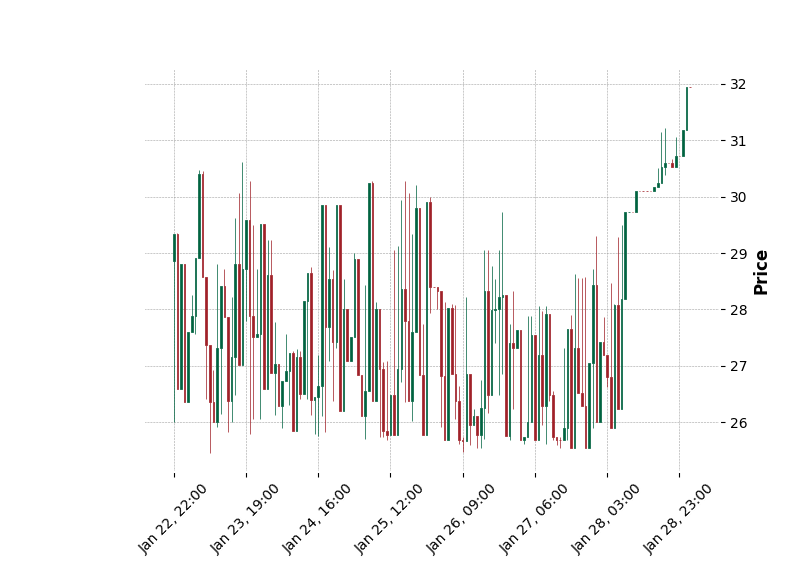 32
31
30
29
28
27
26
Price
Jan 22, 22:00
Jan 23, 19:00
Jan 24, 16:00
Jan 25, 12:00
Jan 26, 09:00
Jan 27, 06:00
Jan 28, 03:00
Jan 28, 23:00